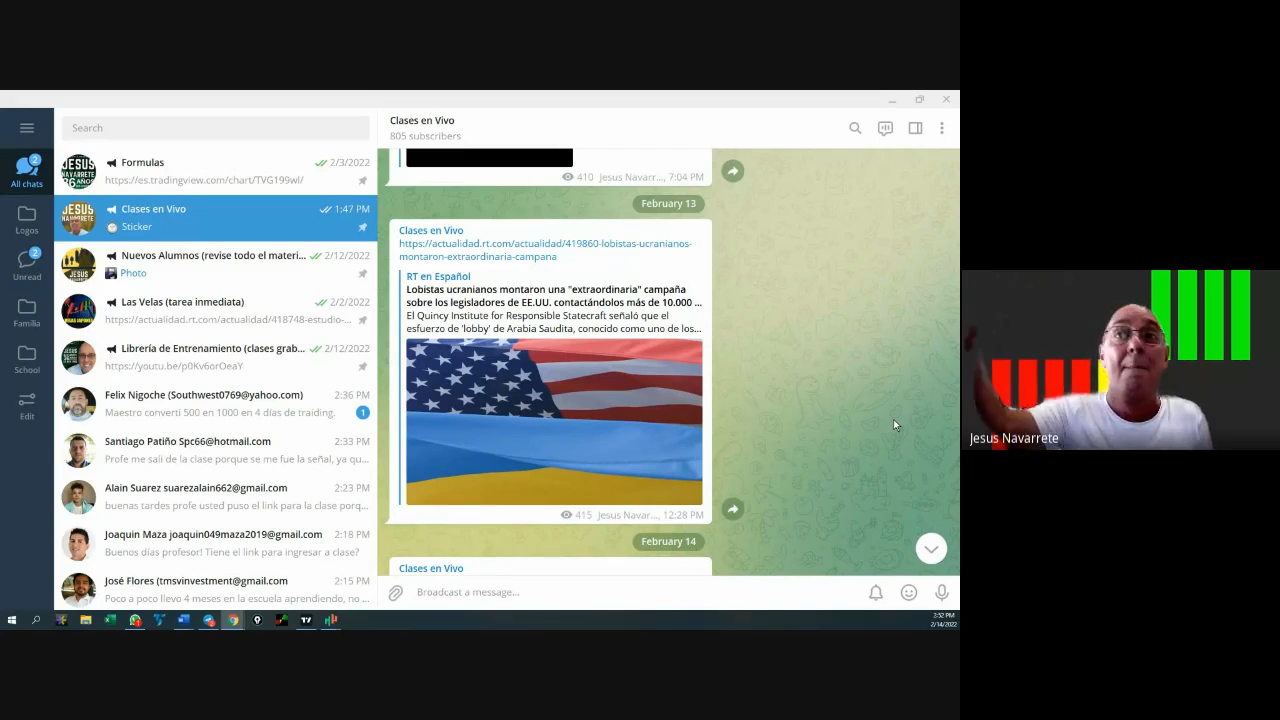 Search
Formulas
2/3/2022
https://es.tradingview.com/chart/TVG199wl/
2
All chats
Clases en Vivo
1:47 PM
Sticker
Logos
Nuevos Alumnos (revise todo el materi...
2/12/2022
Photo
2
Unread
Las Velas (tarea inmediata)
2/2/2022
https://actualidad.rt.com/actualidad/418748-estudio-...
Familia
Librería de Entrenamiento (clases grab...
2/12/2022
https://youtu.be/p0Kv6orOeaY
School
Felix Nigoche (Southwest0769@yahoo.com)
2:36 PM
Maestro converti 500 en 1000 en 4 días de traiding.
1
Edit
Santiago Patiño Spc66@hotmail.com
2:33 PM
Profe me sali de la clase porque se me fue la señal, ya qu...
Alain Suarez suarezalain662@gmail.com
2:23 PM
buenas tardes profe usted puso el link para la clase porq...
Joaquin Maza joaquin049maza2019@gmail.com
2:18 PM
Buenos días profesor! Tiene el link para ingresar a clase?
José Flores (tmsvinvestment@gmail.com
2:15 PM
Poco a poco llevo 4 meses en la escuela aprendiendo, no ...
Clases en Vivo
805 subscribers
410 Jesus Navarr..., 7:04 PM
February 13
Clases en Vivo
https://actualidad.rt.com/actualidad/419860-lobistas-ucranianos-
montaron-extraordinaria-campana
RT en Español
Lobistas ucranianos montaron una "extraordinaria" campaña
sobre los legisladores de EE.UU. contactándolos más de 10.000 ...
El Quincy Institute for Responsible Statecraft señaló que el
esfuerzo de 'lobby' de Arabia Saudita, conocido como uno de los...
415 Jesus Navar..., 12:28 PM
February 14
Clases en Vivo
Broadcast a message...
2:52 PM
2/14/2022
Jesus Navarrete